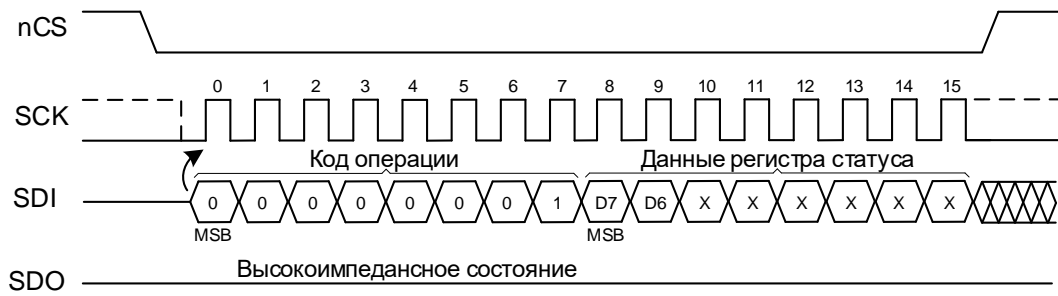 nCS
0 1 2 3 4 5 6 7 8 9 10 11 12 13 14 15
SCK
Код операции Данные регистра статуса
SDI 0 0 0 0 0 0 0 1 D7 D6 X X X X X X
MSB MSB
Высокоимпедансное состояние
SDO